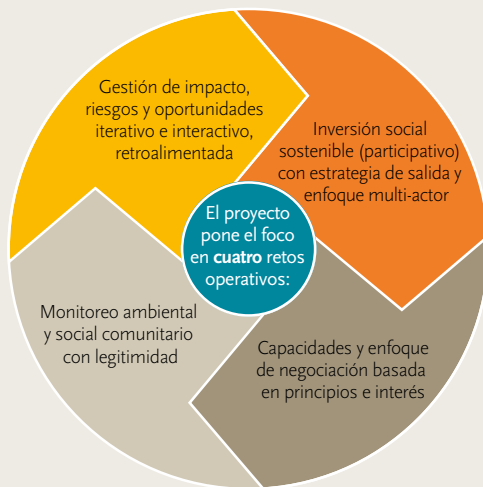 Gestión de impacto,
riesgos y oportunidades
iterativo e interactivo,
retroalimentada
Inversión social
sostenible (participativo)
con estrategia de salida y
enfoque multi-actor
El proyecto
pone el foco
en cuatro retos
operativos:
Monitoreo ambiental
y social comunitario
con legitimidad
Capacidades y enfoque
de negociación basada
en principios e interés